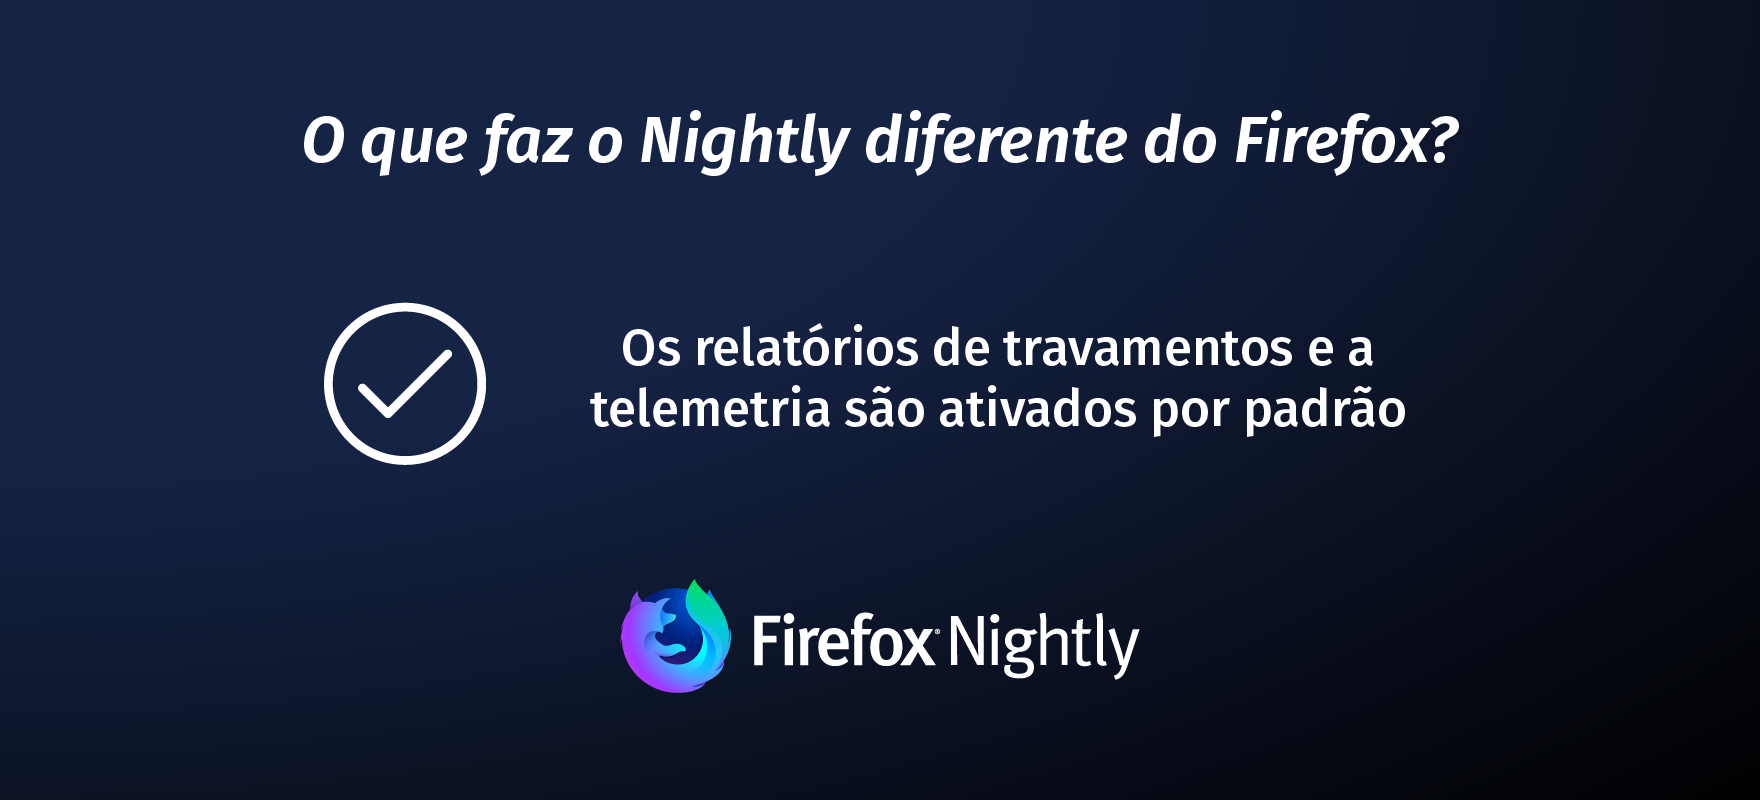 O que faz o Nightly diferente do Firefox?
Os relatórios de travamentos e a
telemetria são ativados por padrão
Firefox® Nightly